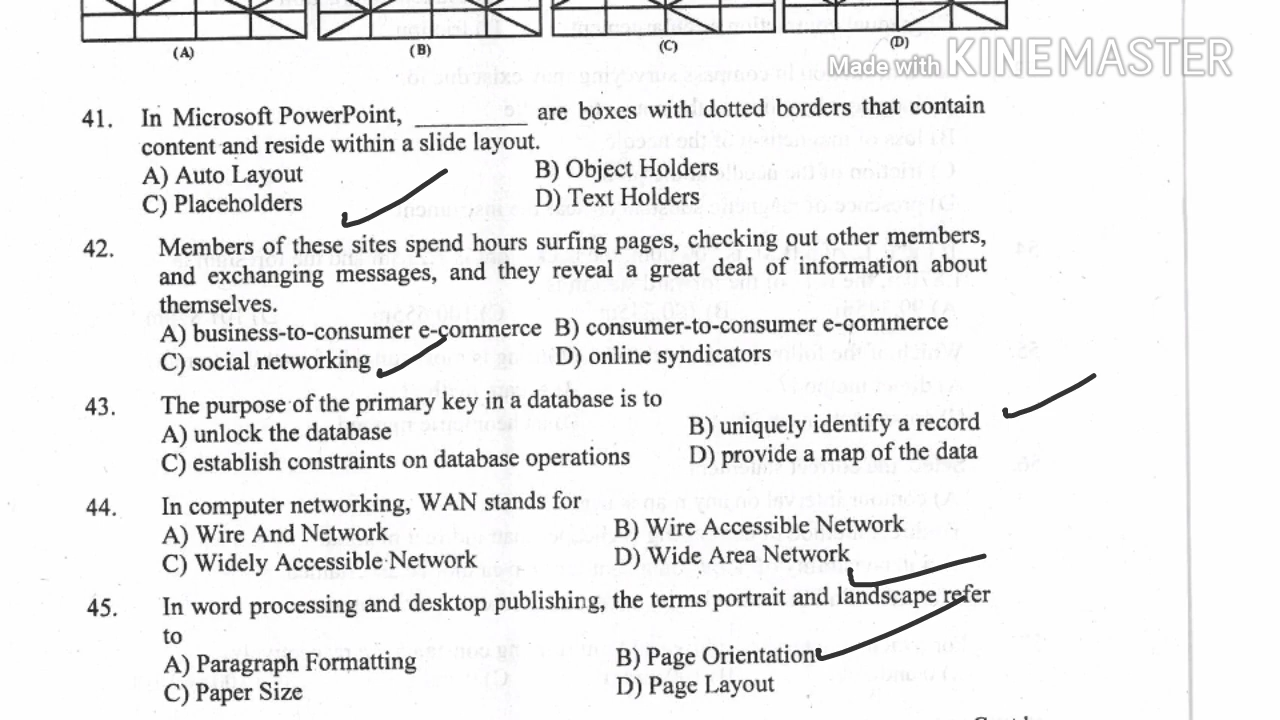 (A) (B) (C) (D)
Made with KINEMASTER
41. In Microsoft PowerPoint, ________ are boxes with dotted borders that contain
content and reside within a slide layout.
A) Auto Layout B) Object Holders
C) Placeholders D) Text Holders
42. Members of these sites spend hours surfing pages, checking out other members,
and exchanging messages, and they reveal a great deal of information about
themselves.
A) business-to-consumer e-commerce B) consumer-to-consumer e-commerce
C) social networking D) online syndicators
43. The purpose of the primary key in a database is to
A) unlock the database B) uniquely identify a record
C) establish constraints on database operations D) provide a map of the data
44. In computer networking, WAN stands for
A) Wire And Network B) Wire Accessible Network
C) Widely Accessible Network D) Wide Area Network
45. In word processing and desktop publishing, the terms portrait and landscape refer
to
A) Paragraph Formatting B) Page Orientation
C) Paper Size D) Page Layout